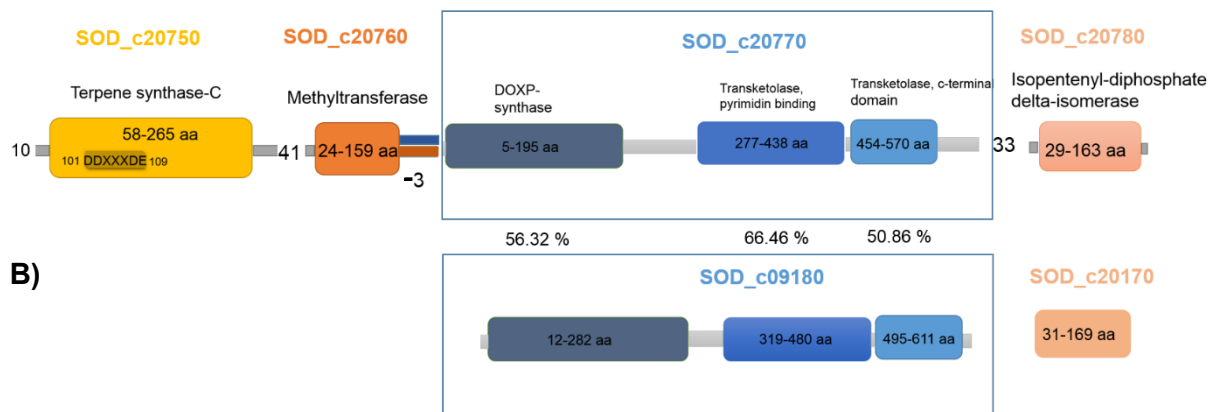 SOD_c20750
SOD_c20760
SOD_c20770
SOD_c20780
Terpene synthase-C
Methyltransferase
DOXP-
synthase
Transketolase,
pyrimidin binding
Transketolase, c-terminal
domain
Isopentenyl-diphosphate
delta-isomerase
10
58-265 aa
101 DDXXXDE 109
41
24-159 aa
-3
5-195 aa
277-438 aa
454-570 aa
33
29-163 aa
56.32 %
66.46 %
50.86 %
B)
SOD_c09180
SOD_c20170
12-282 aa
319-480 aa
495-611 aa
31-169 aa